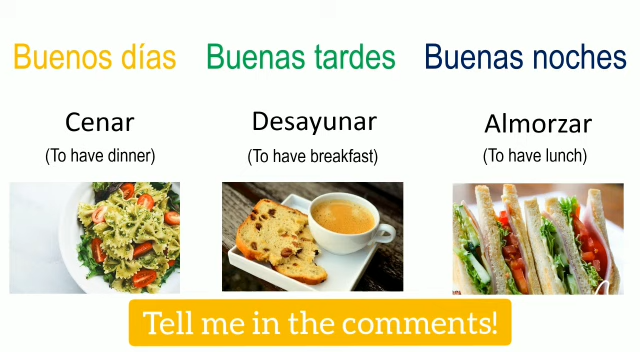 Buenos días Buenas tardes Buenas noches
Cenar Desayunar Almorzar
(To have dinner) (To have breakfast) (To have lunch)
Tell me in the comments!